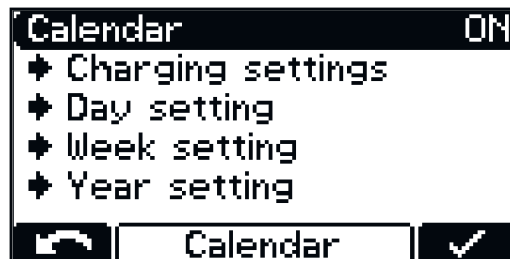 Calendar ON
Charging settings
Day setting
Week setting
Year setting
Calendar